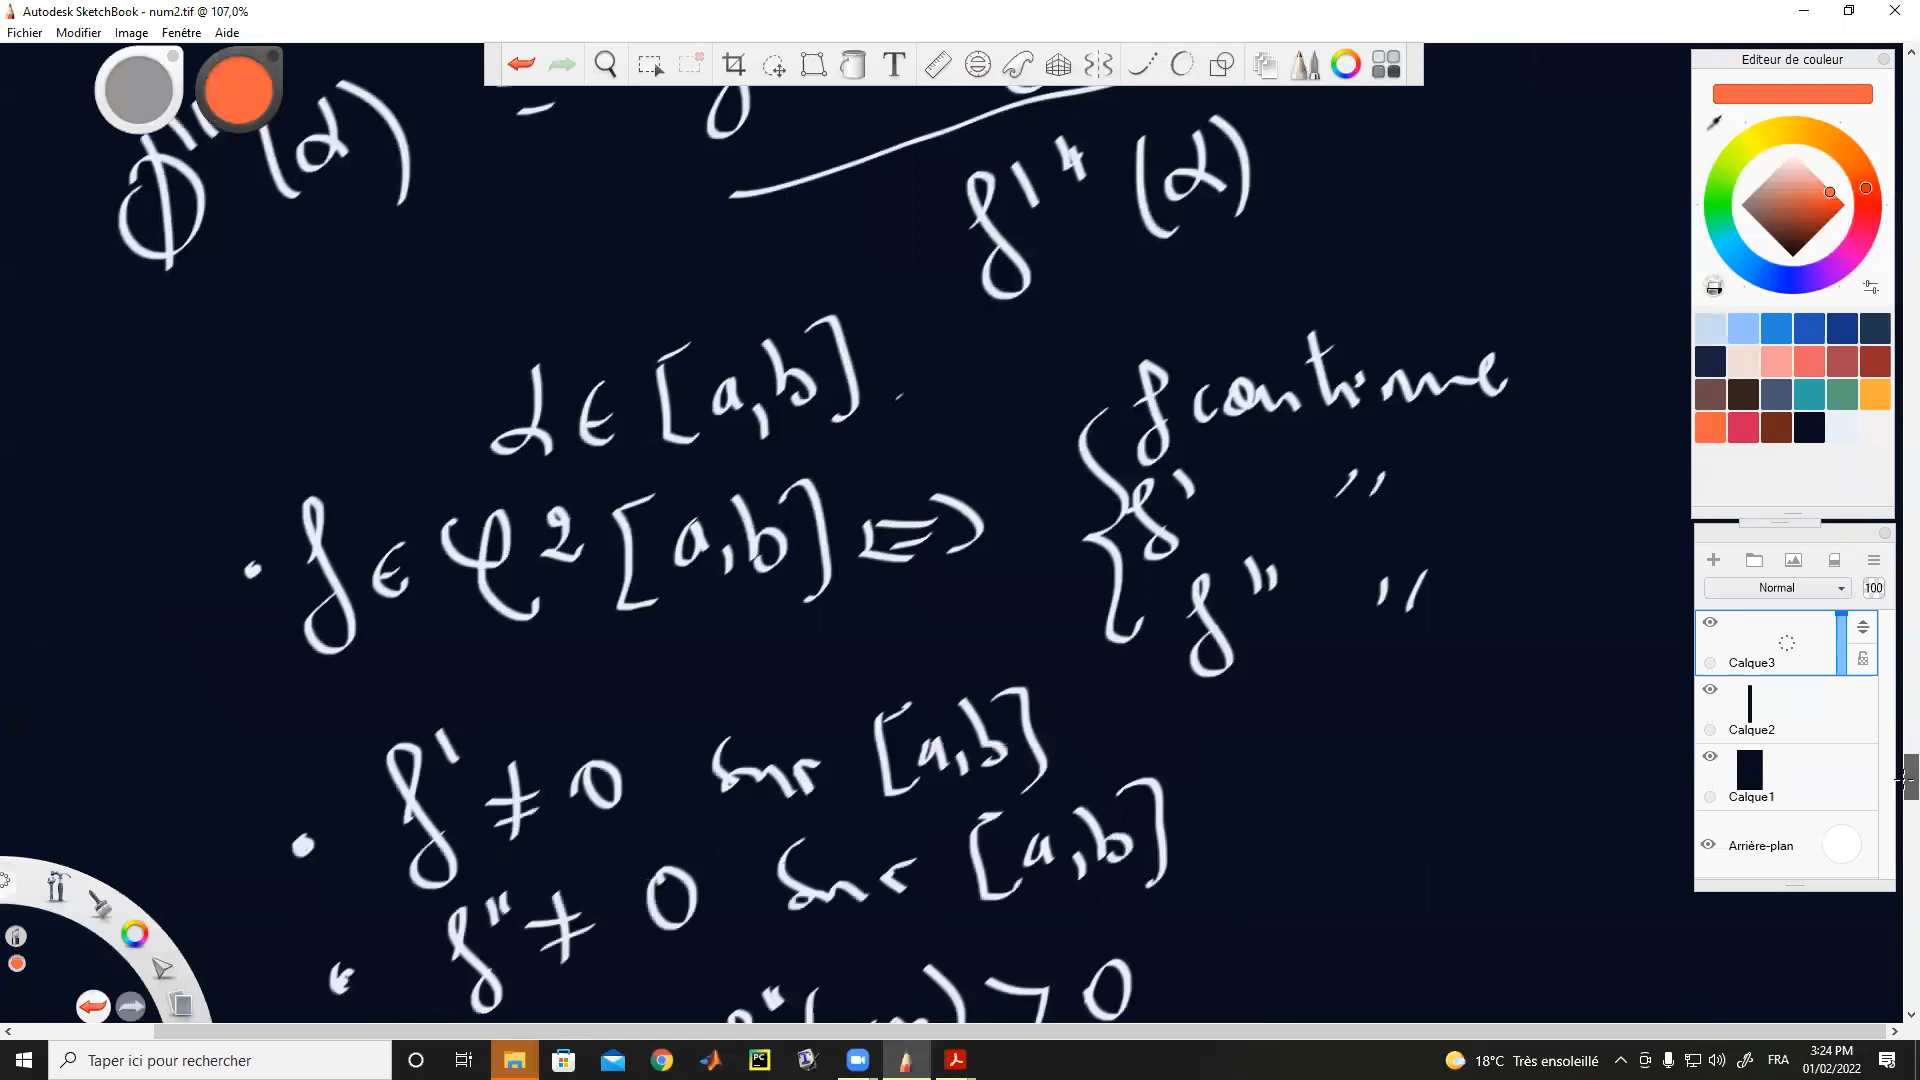 Autodesk SketchBook - num2.tif @ 107,0%
Fichier Modifier Image Fenêtre Aide
Editeur de couleur
ϕ'''(α) =
f'⁴(α)
α ∈ [a,b].
• f ∈ C² [a,b] <=> { f continue
f' "
f" "
• f' ≠ 0 sur [a,b]
• f" ≠ 0 sur [a,b]
) > 0
Normal 100
Calque3
Calque2
Calque1
Arrière-plan
Taper ici pour rechercher
18°C Très ensoleillé
FRA
3:24 PM
01/02/2022